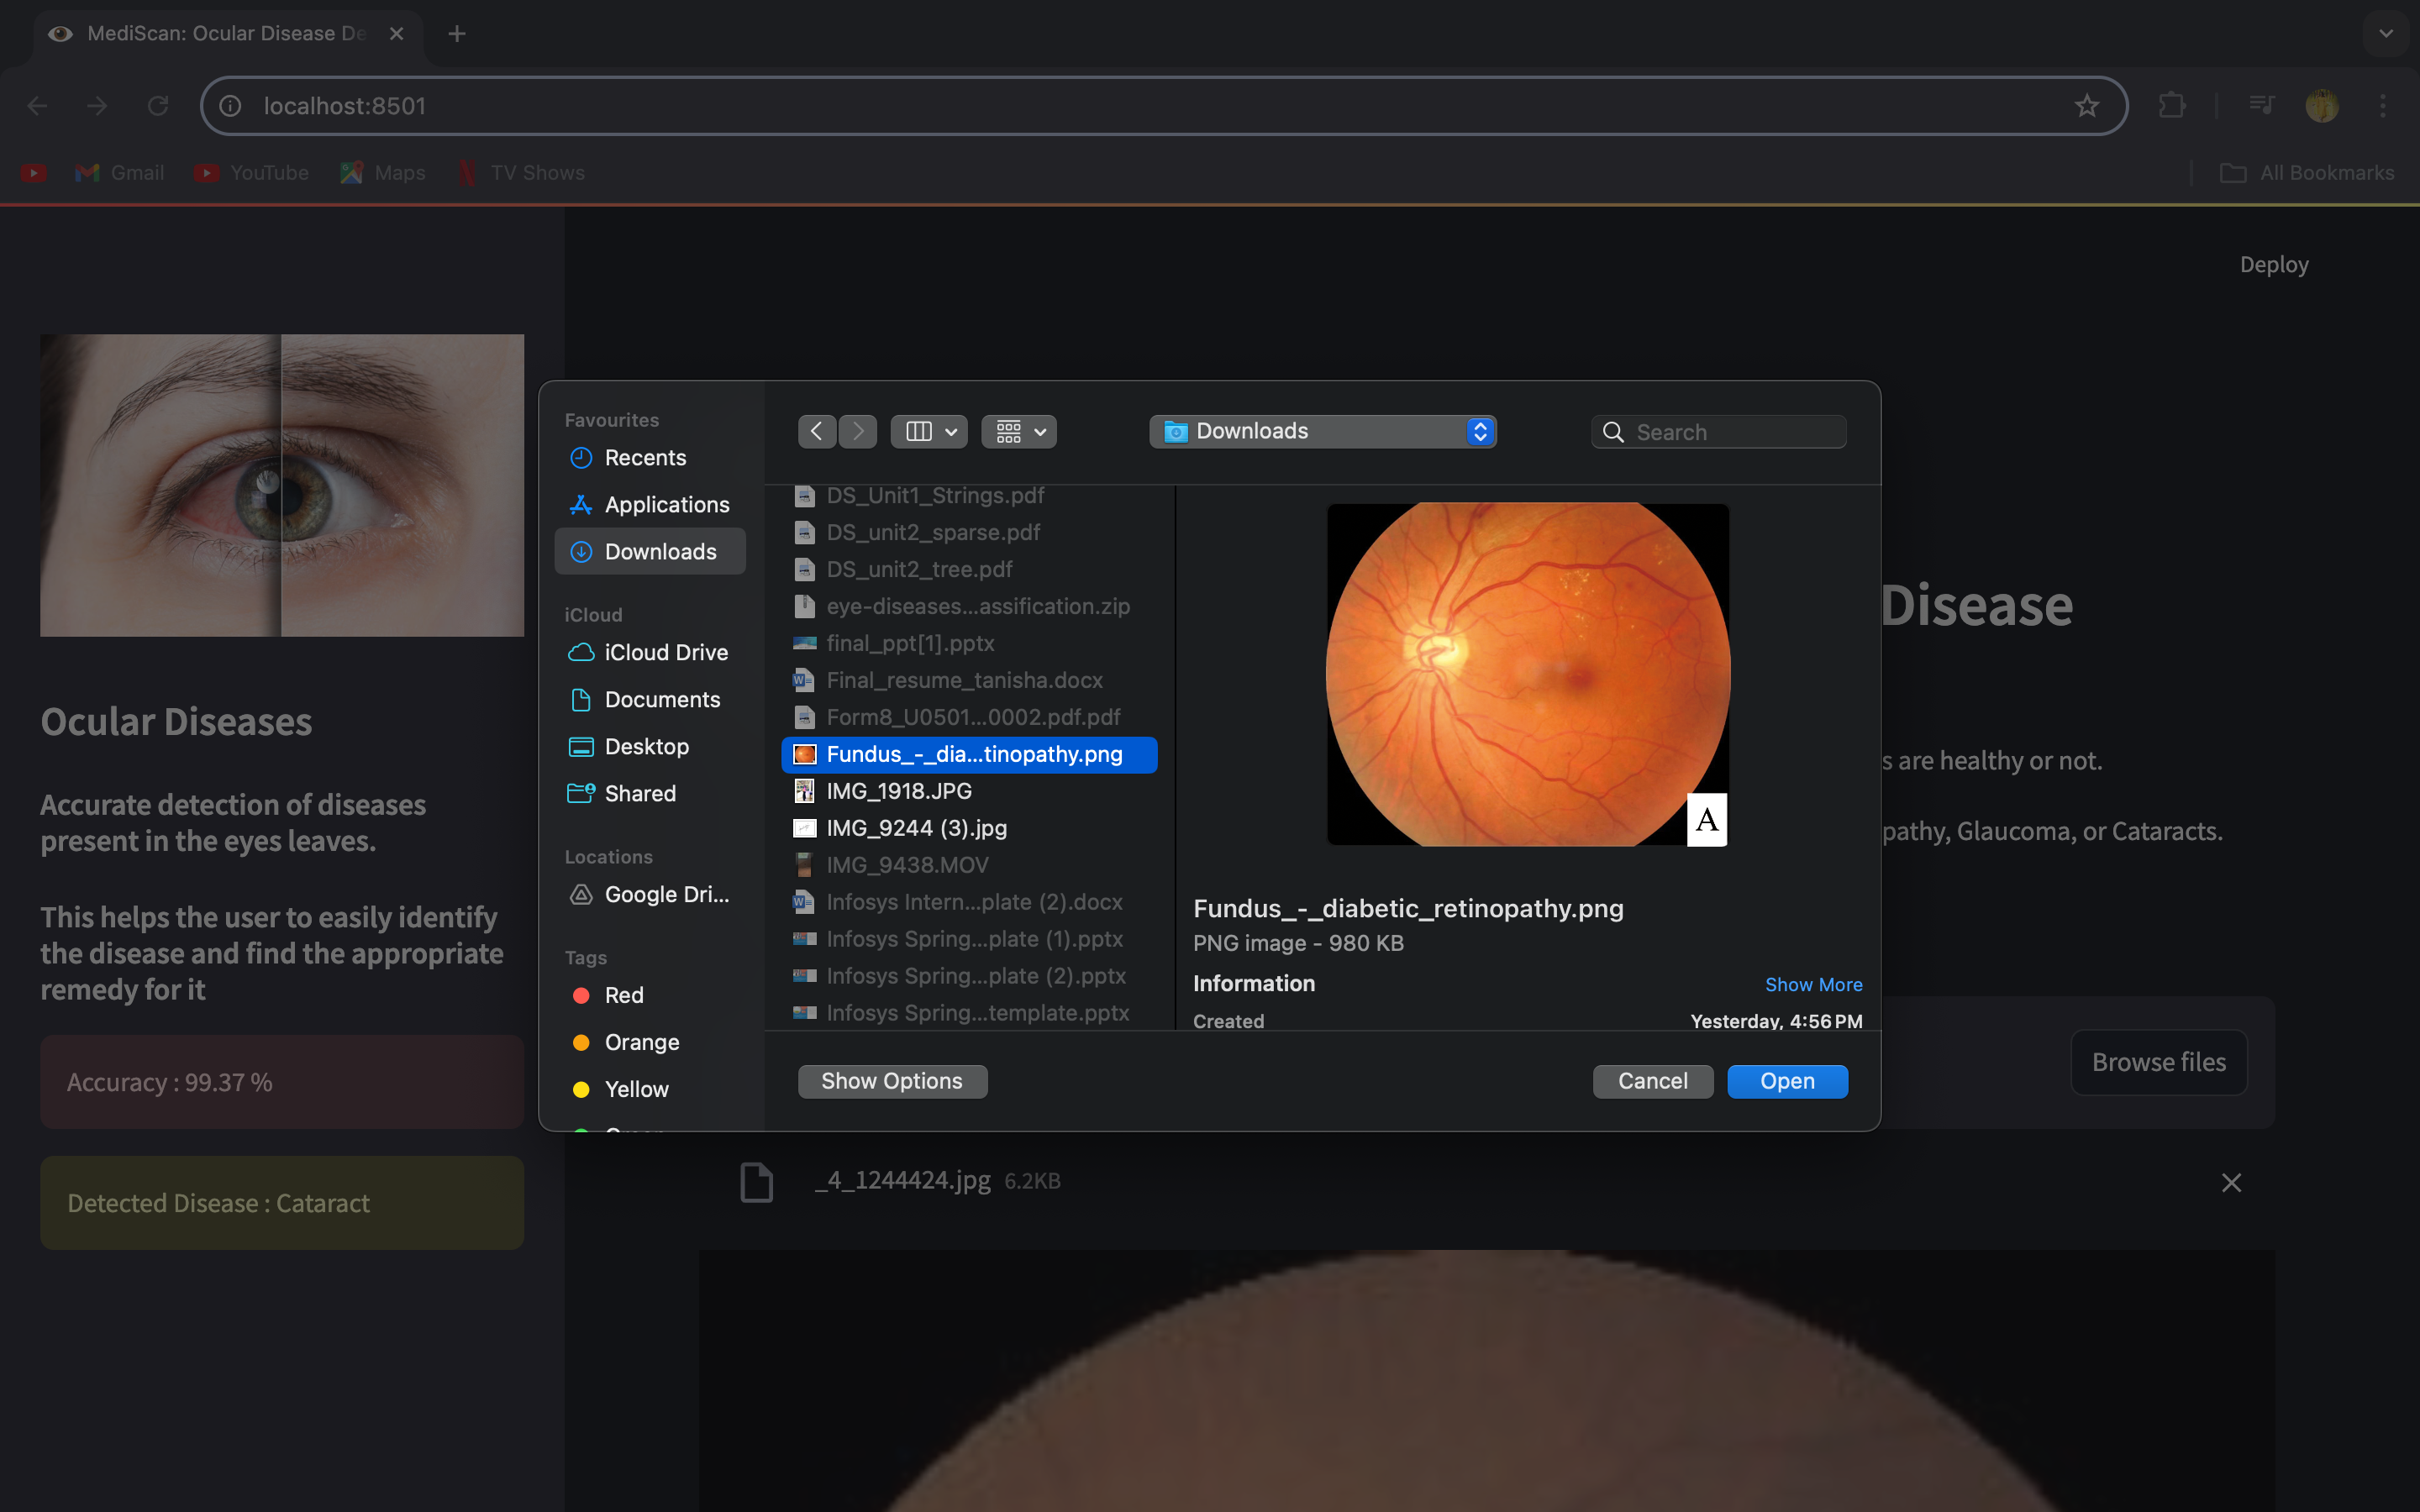 MediScan: Ocular Disease De
localhost:8501
Gmail
YouTube
Maps
TV Shows
All Bookmarks
Deploy
Ocular Diseases
Accurate detection of diseases
present in the eyes leaves.
This helps the user to easily identify
the disease and find the appropriate
remedy for it
Accuracy : 99.37 %
Detected Disease : Cataract
Favourites
Recents
Applications
Downloads
iCloud
iCloud Drive
Documents
Desktop
Shared
Locations
Google Dri...
Tags
Red
Orange
Yellow
Downloads
Search
DS_Unit1_Strings.pdf
DS_unit2_sparse.pdf
DS_unit2_tree.pdf
eye-diseases...assification.zip
final_ppt[1].pptx
Final_resume_tanisha.docx
Form8_U0501...0002.pdf.pdf
Fundus_-_dia...tinopathy.png
IMG_1918.JPG
IMG_9244 (3).jpg
IMG_9438.MOV
Infosys Intern...plate (2).docx
Infosys Spring...plate (1).pptx
Infosys Spring...plate (2).pptx
Infosys Spring...template.pptx
A
Fundus_-_diabetic_retinopathy.png
PNG image - 980 KB
Information
Show More
Created
Yesterday, 4:56 PM
Show Options
Cancel
Open
Disease
s are healthy or not.
pathy, Glaucoma, or Cataracts.
Browse files
_4_1244424.jpg 6.2KB